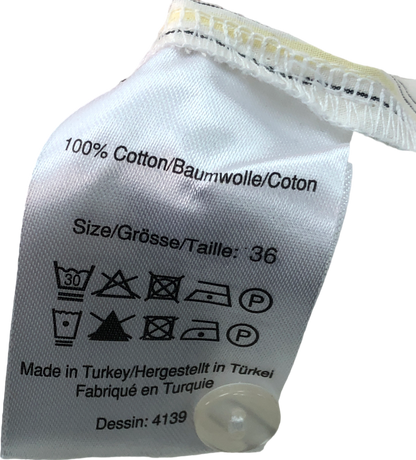 100% Cotton/Baumwolle/Coton
Size/Grösse/Taille: 36
30 P
P
Made in Turkey/Hergestellt in Türkei
Fabriqué en Turquie
Dessin: 4139